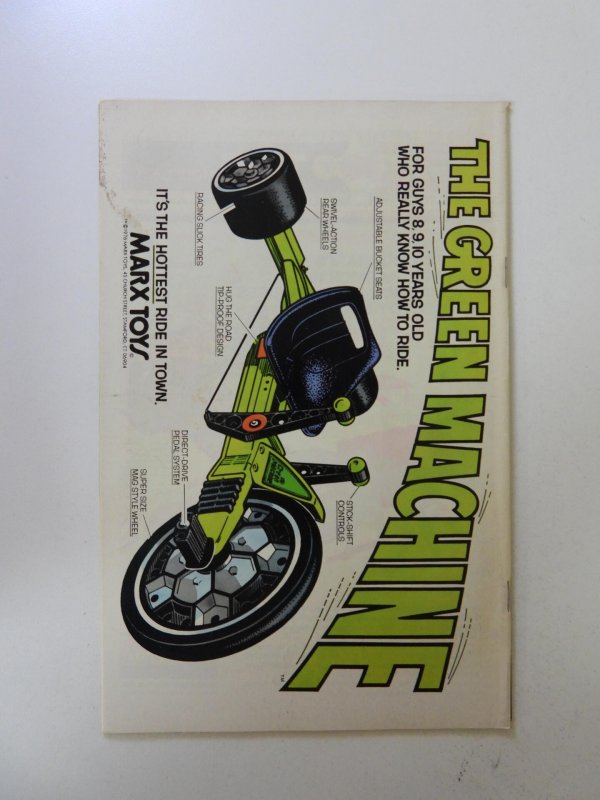 THE GREEN MACHINE™
FOR GUYS 8, 9, 10 YEARS OLD
WHO REALLY KNOW HOW TO RIDE.
ADJUSTABLE BUCKET SEATS
SWIVEL-ACTION
REAR WHEELS
STICK-SHIFT
CONTROLS
RACING SLICK TIRES
HUG THE ROAD
TIP-PROOF DESIGN
Green
Machine
DIRECT-DRIVE
PEDAL SYSTEM
SUPER SIZE
MAG STYLE WHEEL
IT'S THE HOTTEST RIDE IN TOWN.
MARX TOYS©